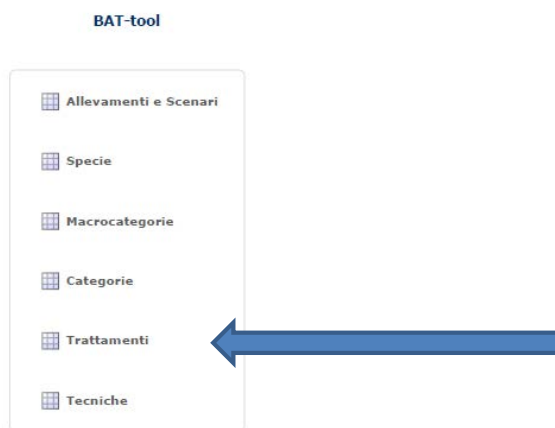 BAT-tool
Allevamenti e Scenari
Specie
Macrocategorie
Categorie
Trattamenti
Tecniche